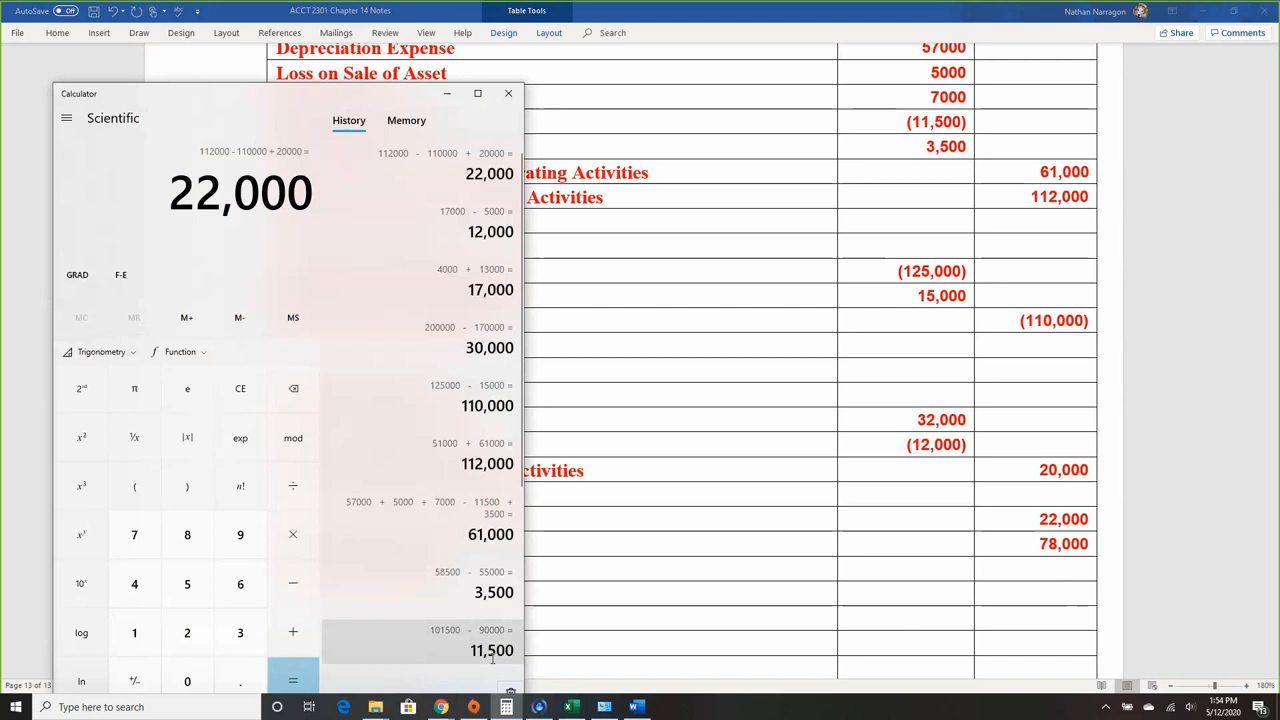 AutoSave Off ACCT 2301 Chapter 14 Notes Table Tools Nathan Narragon
File Home Insert Draw Design Layout References Mailings Review View Help Design Layout Search Share Comments
Depreciation Expense 57000
Loss on Sale of Asset 5000
7000
(11,500)
3,500
rating Activities 61,000
Activities 112,000
(125,000)
15,000
(110,000)
32,000
(12,000)
ctivities 20,000
22,000
78,000
Calculator
Scientific
History Memory
112000 - 110000 + 20000 =
22,000
GRAD F-E
MC MR M+ M- MS
Trigonometry Function
2ⁿᵈ π e CE
x² ¹/x |x| exp mod
x³ ( ) n! ÷
xʸ 7 8 9 ×
10ˣ 4 5 6 −
log 1 2 3 +
ln +/− 0 . =
112000 - 110000 + 20000 =
22,000
17000 - 5000 =
12,000
4000 + 13000 =
17,000
200000 - 170000 =
30,000
125000 - 15000 =
110,000
51000 + 61000 =
112,000
57000 + 5000 + 7000 - 11500 +
3500 =
61,000
58500 - 55000 =
3,500
101500 - 90000 =
11,500
Page 13 of 13 180%
Type here to search
1:54 PM
5/12/2020